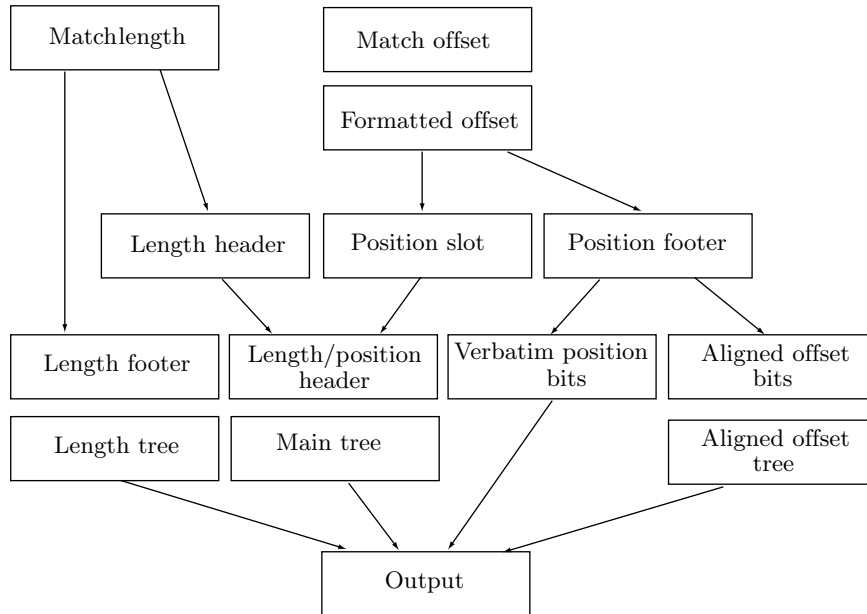 Matchlength
Match offset
Formatted offset
Length header
Position slot
Position footer
Length footer
Length/position
header
Verbatim position
bits
Aligned offset
bits
Length tree
Main tree
Aligned offset
tree
Output